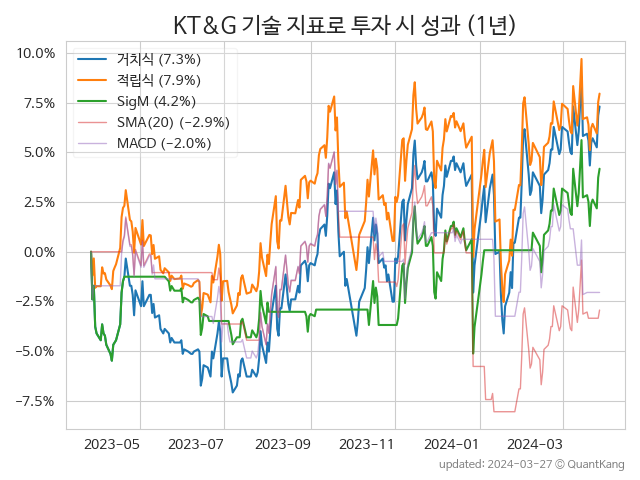 KT&G 기술 지표로 투자 시 성과 (1년)
10.0%
7.5%
5.0%
2.5%
0.0%
−2.5%
−5.0%
−7.5%
거치식 (7.3%)
적립식 (7.9%)
SigM (4.2%)
SMA(20) (−2.9%)
MACD (−2.0%)
2023-05
2023-07
2023-09
2023-11
2024-01
2024-03
updated: 2024-03-27 © QuantKang